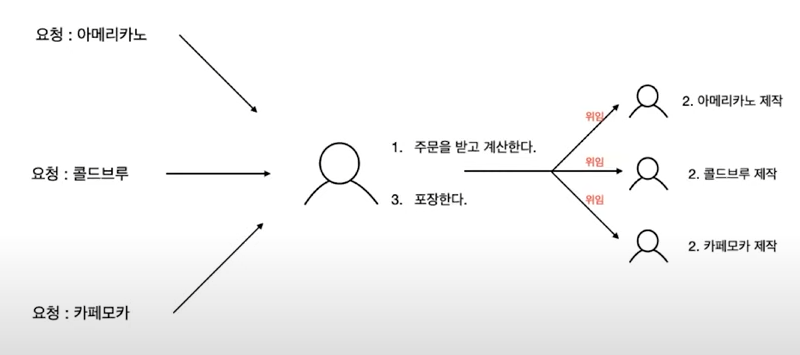 요청 : 아메리카노
요청 : 콜드브루
요청 : 카페모카
1. 주문을 받고 계산한다.
3. 포장한다.
위임
위임
위임
2. 아메리카노 제작
2. 콜드브루 제작
2. 카페모카 제작